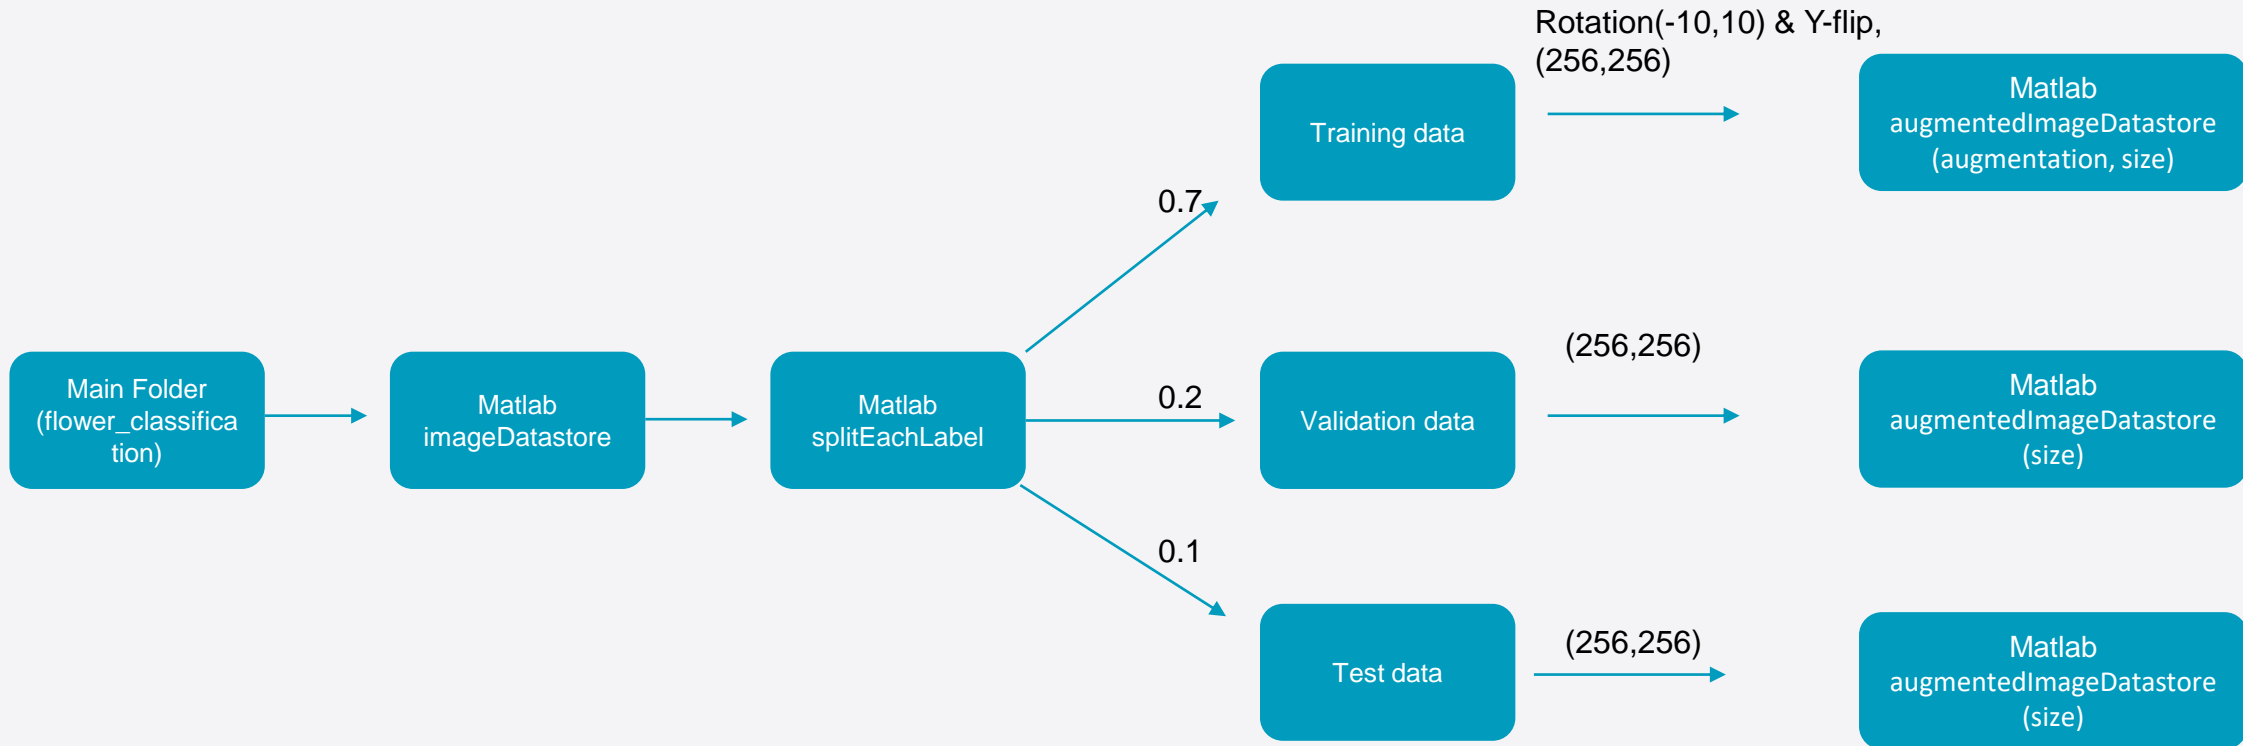 Main Folder
(flower_classifica
tion)
Matlab
imageDatastore
Matlab
splitEachLabel
0.7
0.2
0.1
Training data
Rotation(-10,10) & Y-flip,
(256,256)
Matlab
augmentedImageDatastore
(augmentation, size)
Validation data
(256,256)
Matlab
augmentedImageDatastore
(size)
Test data
(256,256)
Matlab
augmentedImageDatastore
(size)